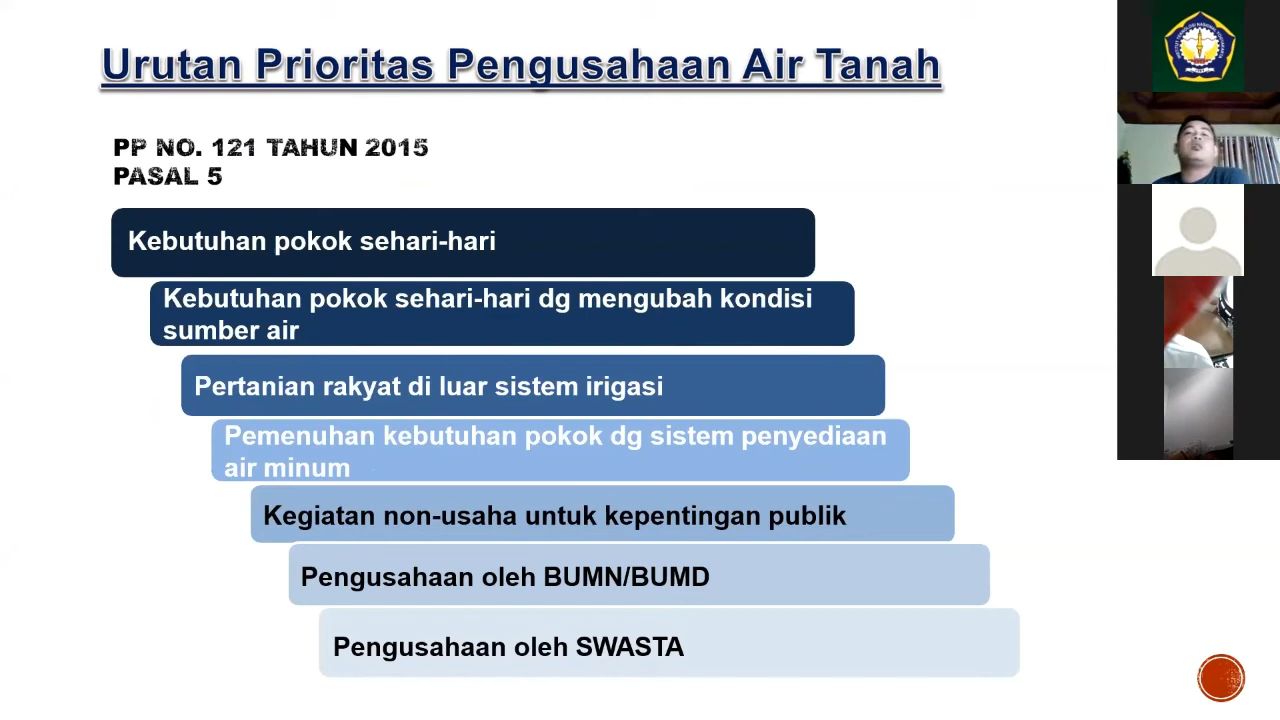 Urutan Prioritas Pengusahaan Air Tanah
PP NO. 121 TAHUN 2015
PASAL 5
Kebutuhan pokok sehari-hari
Kebutuhan pokok sehari-hari dg mengubah kondisi
sumber air
Pertanian rakyat di luar sistem irigasi
Pemenuhan kebutuhan pokok dg sistem penyediaan
air minum
Kegiatan non-usaha untuk kepentingan publik
Pengusahaan oleh BUMN/BUMD
Pengusahaan oleh SWASTA